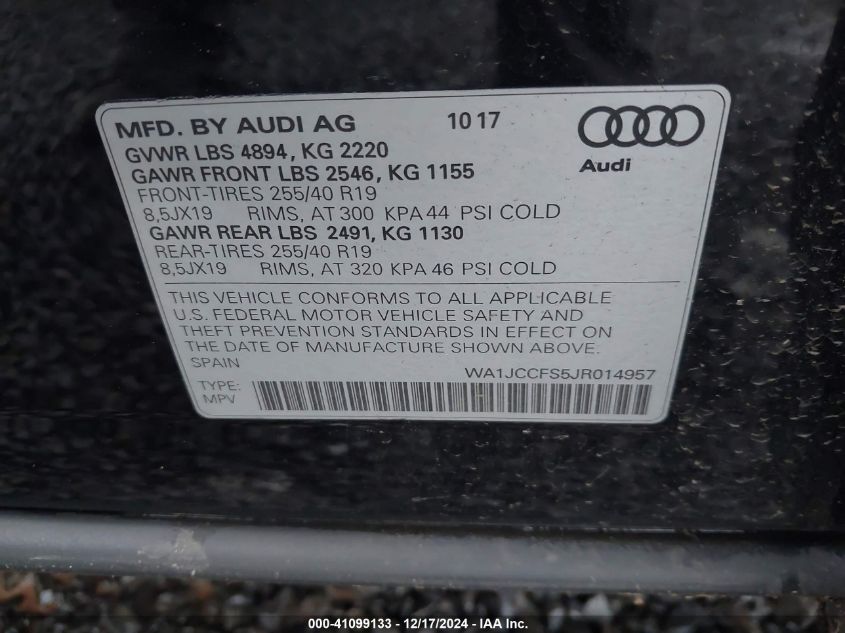 MFD. BY AUDI AG 10 17
Audi
GVWR LBS 4894, KG 2220
GAWR FRONT LBS 2546, KG 1155
FRONT-TIRES 255/40 R19
8,5JX19 RIMS, AT 300 KPA 44 PSI COLD
GAWR REAR LBS 2491, KG 1130
REAR-TIRES 255/40 R19
8,5JX19 RIMS, AT 320 KPA 46 PSI COLD
THIS VEHICLE CONFORMS TO ALL APPLICABLE
U.S. FEDERAL MOTOR VEHICLE SAFETY AND
THEFT PREVENTION STANDARDS IN EFFECT ON
THE DATE OF MANUFACTURE SHOWN ABOVE.
SPAIN WA1JCCFS5JR014957
TYPE:
MPV
000-41099133 - 12/17/2024 - IAA Inc.